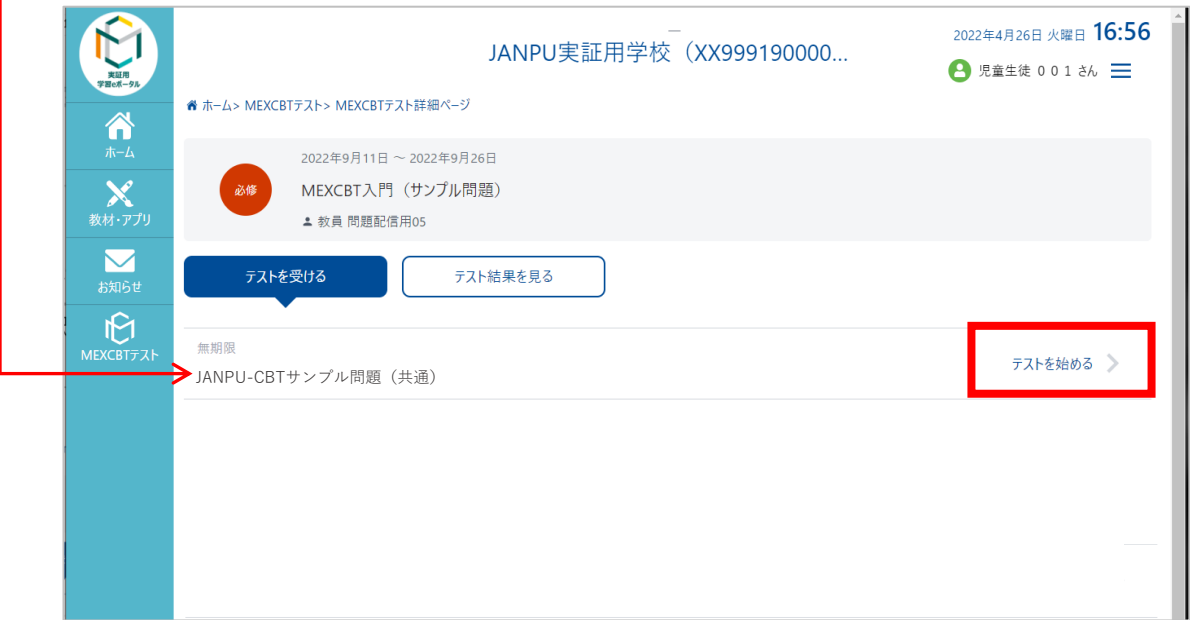 実証用
学習eポータル
JANPU実証用学校（XX999190000...
2022年4月26日 火曜日 16:56
児童生徒 ００１さん
ホーム> MEXCBTテスト> MEXCBTテスト詳細ページ
ホーム
教材・アプリ
お知らせ
MEXCBTテスト
2022年9月11日 ～ 2022年9月26日
必修
MEXCBT入門（サンプル問題）
教員 問題配信用05
テストを受ける
テスト結果を見る
無期限
JANPU-CBTサンプル問題（共通）
テストを始める